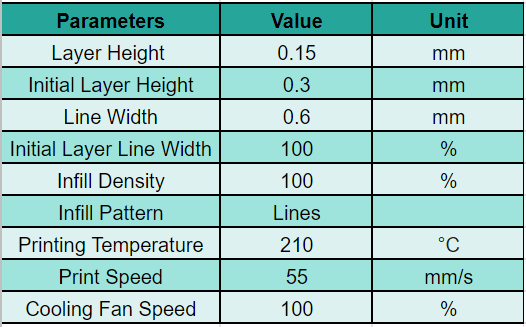 Parameters Value Unit
Layer Height 0.15 mm
Initial Layer Height 0.3 mm
Line Width 0.6 mm
Initial Layer Line Width 100 %
Infill Density 100 %
Infill Pattern Lines
Printing Temperature 210 °C
Print Speed 55 mm/s
Cooling Fan Speed 100 %